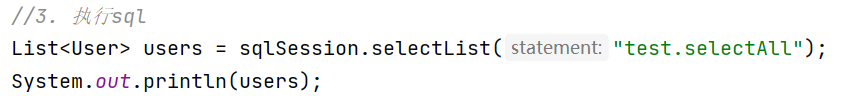 //3. 执行sql
List<User> users = sqlSession.selectList( statement: "test.selectAll");
System.out.println(users);